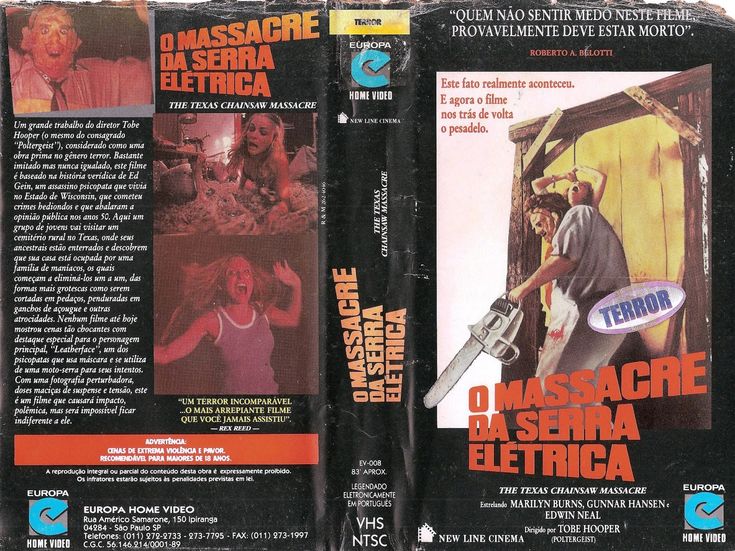 O MASSACRE
DA SERRA
ELÉTRICA
THE TEXAS CHAINSAW MASSACRE
Um grande trabalho do diretor Tobe
Hooper (o mesmo do consagrado
"Poltergeist"), considerado como uma
obra prima no gênero terror. Bastante
imitado mas nunca igualado, este filme
é baseado na história verídica de Ed
Gein, um assassino psicopata que vivia
no Estado de Wisconsin, que cometeu
crimes hediondos e que abalaram a
opinião pública nos anos 50. Aqui um
grupo de jovens vai visitar um
cemitério rural no Texas, onde seus
ancestrais estão enterrados e descobrem
que sua casa está ocupada por uma
família de maníacos, os quais
começam a eliminá-los um a um, das
formas mais grotescas como serem
cortadas em pedaços, penduradas em
ganchos de açougue e outras
atrocidades. Nenhum filme até hoje
mostrou cenas tão chocantes com
destaque especial para o personagem
principal, "Leatherface", um dos
psicopatas que usa máscara e se utiliza
de uma moto-serra para seus intentos.
Com uma fotografia perturbadora,
doses maciças de suspense e tensão, este
é um filme que causará impacto,
polêmica, mas será impossível ficar
indiferente a ele.
"UM TERROR INCOMPARÁVEL
...O MAIS ARREPIANTE FILME
QUE VOCÊ JAMAIS ASSISTIU".
— REX REED —
ADVERTÊNCIA:
CENAS DE EXTREMA VIOLÊNCIA E PAVOR.
RECOMENDÁVEL PARA MAIORES DE 18 ANOS.
A reprodução integral ou parcial do conteúdo desta obra é expressamente proibido.
Os infratores estarão sujeitos às penalidades previstas em lei.
EUROPA
HOME VIDEO
EUROPA HOME VIDEO
Rua Américo Samarone, 150 Ipiranga
04284 - São Paulo SP
Telefones: (011) 272-2733 - 273-7795 - FAX: (011) 273-1997
C.G.C. 56.146.214/0001-89
TERROR
EUROPA
HOME VIDEO
NEW LINE CINEMA
THE TEXAS
CHAINSAW MASSACRE
O MASSACRE
DA SERRA
ELÉTRICA
EV-008
83' APROX.
LEGENDADO
ELETRONICAMENTE
EM PORTUGUÊS
VHS
NTSC
"QUEM NÃO SENTIR MEDO NESTE FILME,
PROVAVELMENTE DEVE ESTAR MORTO".
ROBERTO A. BELOTTI
Este fato realmente aconteceu.
E agora o filme
nos trás de volta
o pesadelo.
TERROR
O MASSACRE
DA SERRA
ELÉTRICA
THE TEXAS CHAINSAW MASSACRE
Estrelando MARILYN BURNS, GUNNAR HANSEN e
EDWIN NEAL
Dirigido por TOBE HOOPER
(POLTERGEIST)
NEW LINE CINEMA
EUROPA
HOME VIDEO